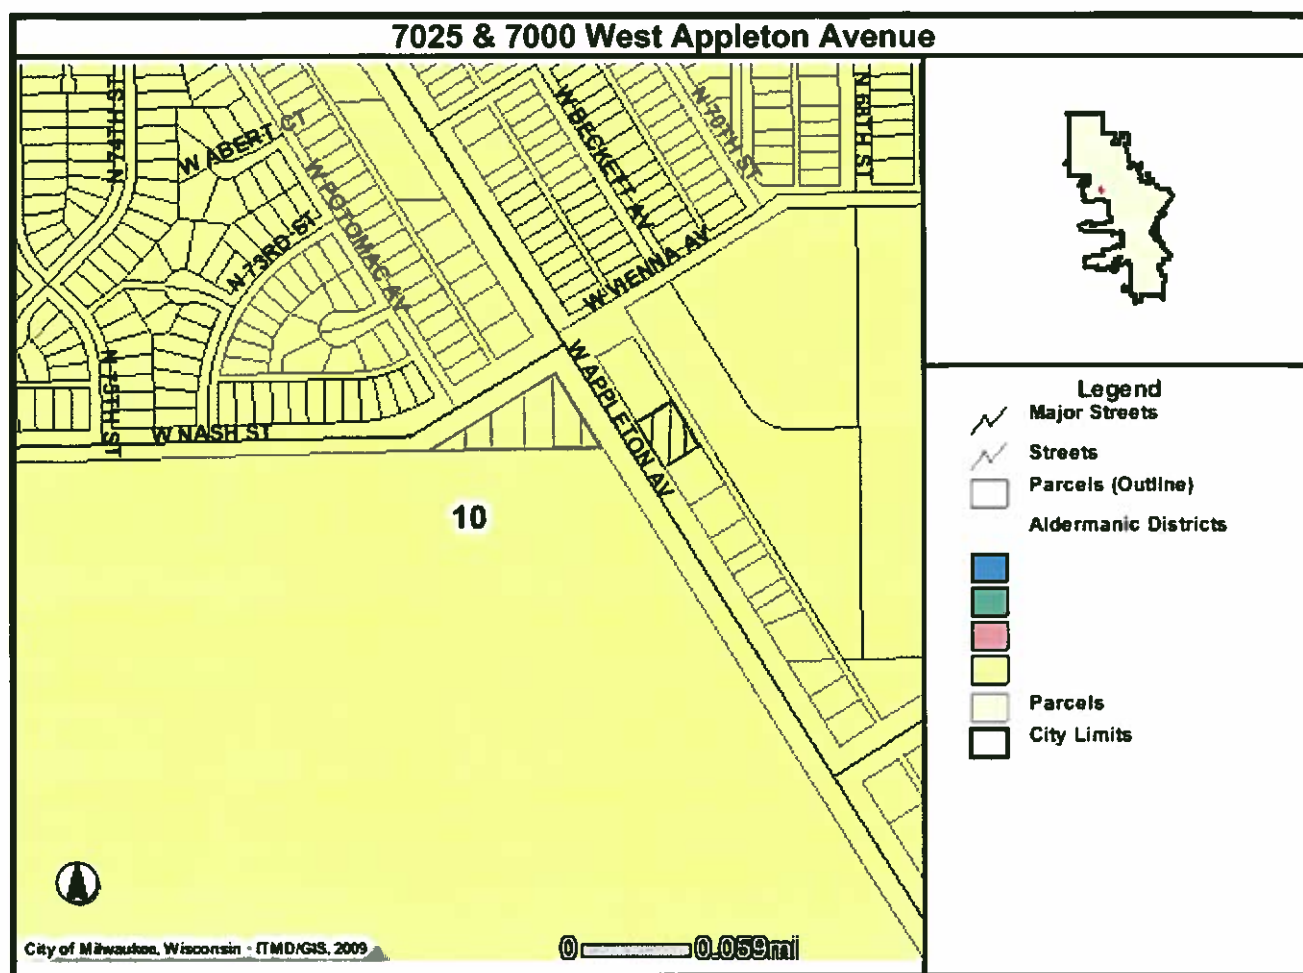 7025 & 7000 West Appleton Avenue
N 74TH ST
W ABERT CT
W POTOMAC AV
N 73RD ST
W BECKETT AV
N 70TH ST
N 68TH ST
W VIENNA AV
N 75TH ST
W NASH ST
W APPLETON AV
10
Legend
Major Streets
Streets
Parcels (Outline)
Aldermanic Districts
Parcels
City Limits
City of Milwaukee, Wisconsin - ITMD/GIS, 2009
0 0.059mi